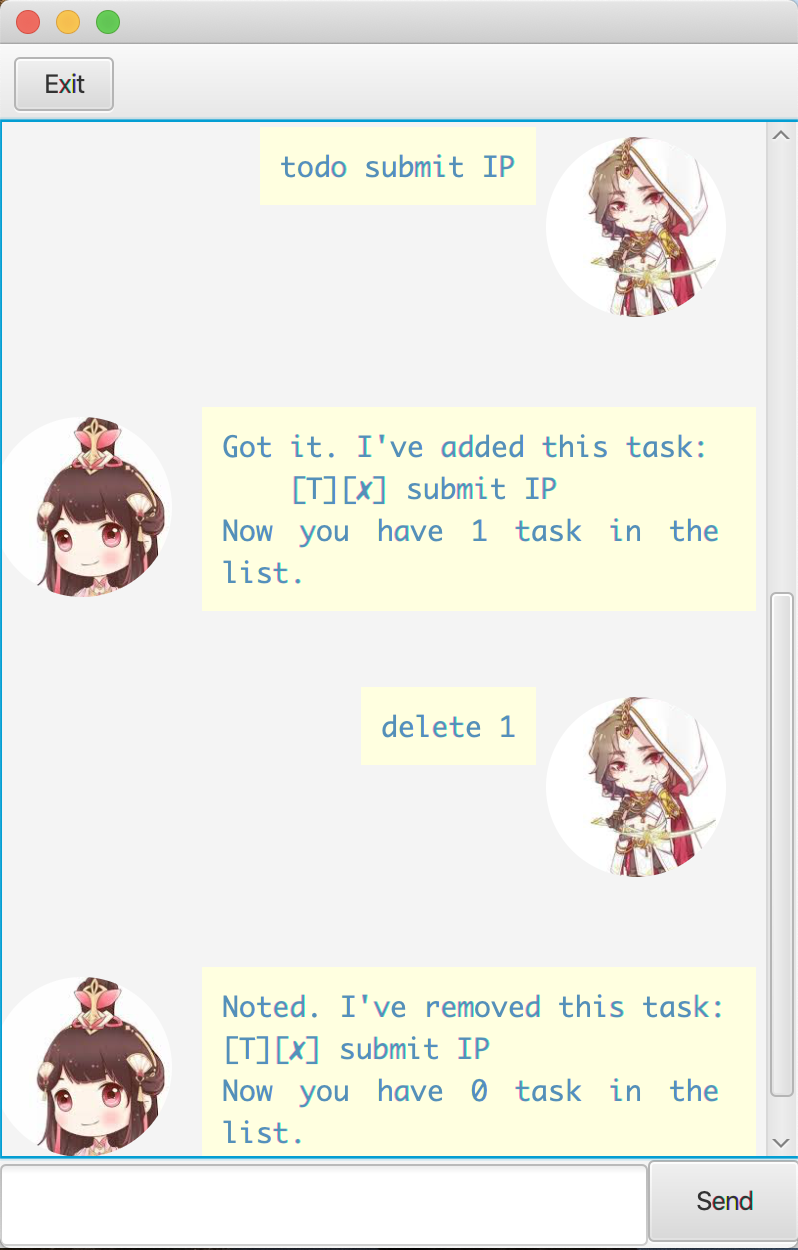 Exit
todo submit IP
Got it. I've added this task:
[T][✗] submit IP
Now you have 1 task in the
list.
delete 1
Noted. I've removed this task:
[T][✗] submit IP
Now you have 0 task in the
list.
Send